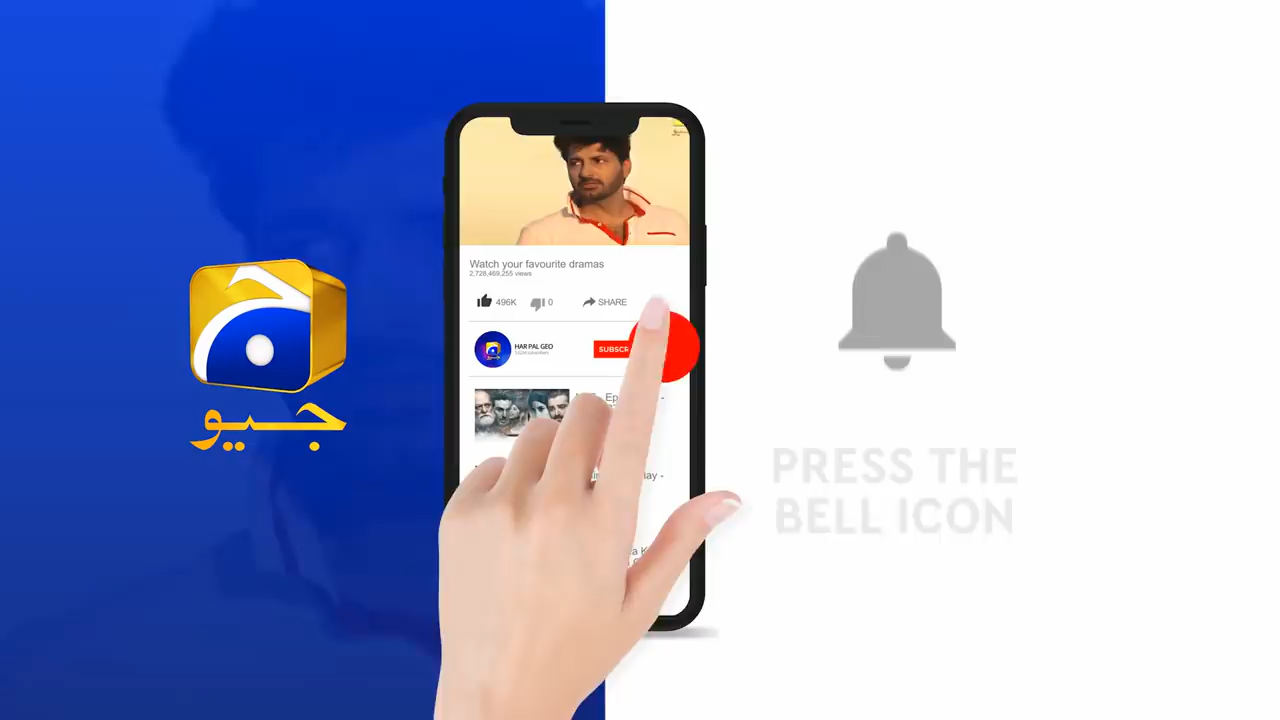 جیو
Watch your favourite dramas
2,728,469,255 views
496K
0
SHARE
HAR PAL GEO
SUBSCR
PRESS THE
BELL ICON